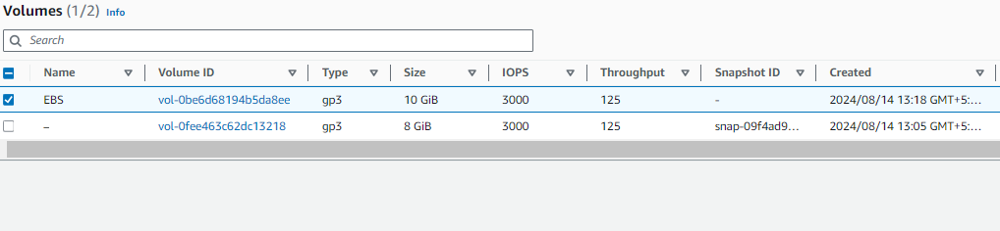 Volumes (1/2) Info
Search
Name Volume ID Type Size IOPS Throughput Snapshot ID Created
EBS vol-0be6d68194b5da8ee gp3 10 GiB 3000 125 - 2024/08/14 13:18 GMT+5:...
– vol-0fee463c62dc13218 gp3 8 GiB 3000 125 snap-09f4ad9... 2024/08/14 13:05 GMT+5:...